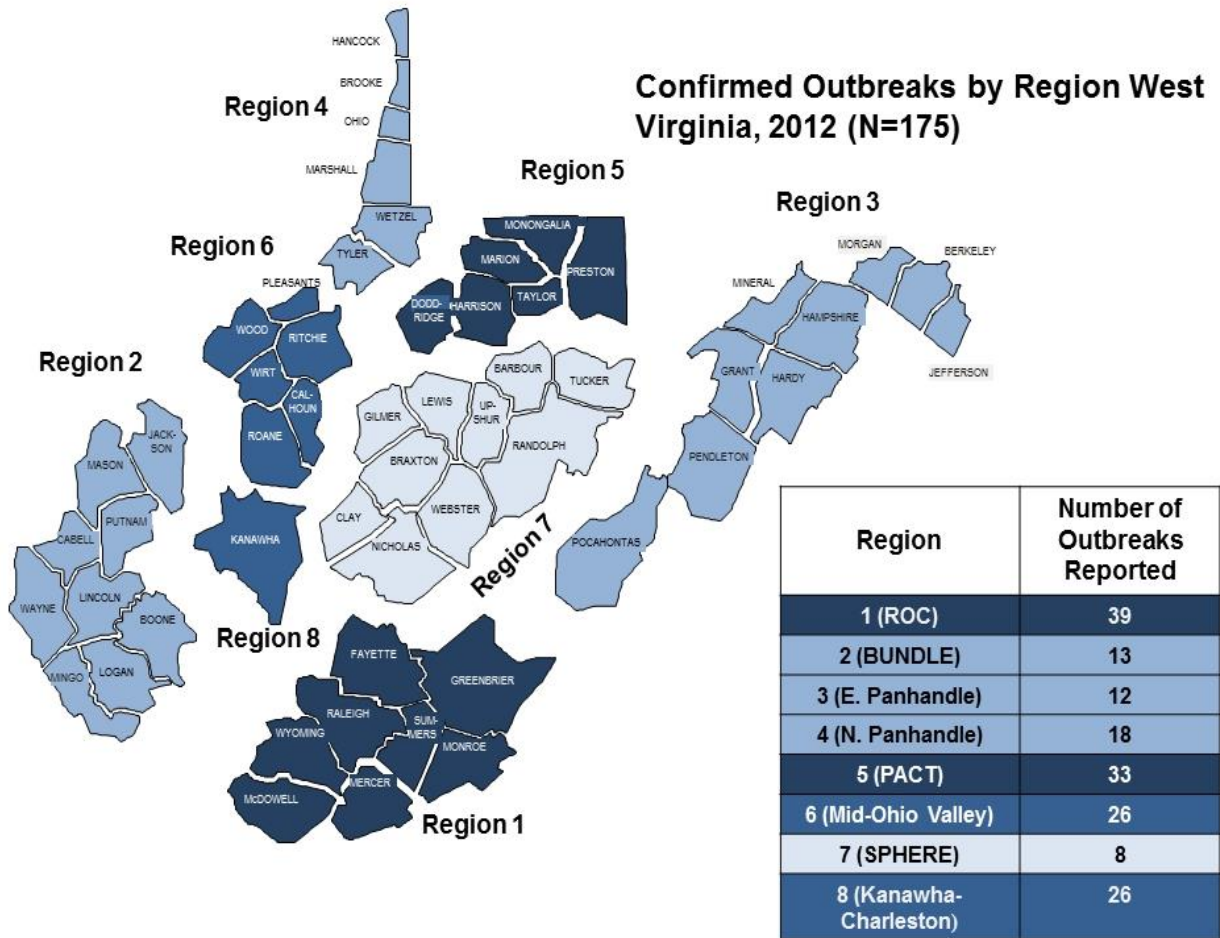 HANCOCK
BROOKE
Region 4
OHIO
MARSHALL
WETZEL
TYLER
Confirmed Outbreaks by Region West
Virginia, 2012 (N=175)
Region 5
MONONGALIA
MARION
PRESTON
TAYLOR
DODD-
RIDGE
HARRISON
Region 3
MORGAN
BERKELEY
MINERAL
HAMPSHIRE
JEFFERSON
GRANT
HARDY
PENDLETON
POCAHONTAS
Region 6
PLEASANTS
WOOD
RITCHIE
WIRT
CAL-
HOUN
ROANE
Region 2
JACK-
SON
MASON
PUTNAM
CABELL
WAYNE
LINCOLN
BOONE
LOGAN
MINGO
KANAWHA
Region 8
BARBOUR
TUCKER
LEWIS
UP-
SHUR
GILMER
RANDOLPH
BRAXTON
WEBSTER
CLAY
NICHOLAS
Region 7
FAYETTE
GREENBRIER
RALEIGH
SUM-
MERS
WYOMING
MONROE
MERCER
McDOWELL
Region 1
Region
Number of
Outbreaks
Reported
1 (ROC) 39
2 (BUNDLE) 13
3 (E. Panhandle) 12
4 (N. Panhandle) 18
5 (PACT) 33
6 (Mid-Ohio Valley) 26
7 (SPHERE) 8
8 (Kanawha- 26
Charleston)